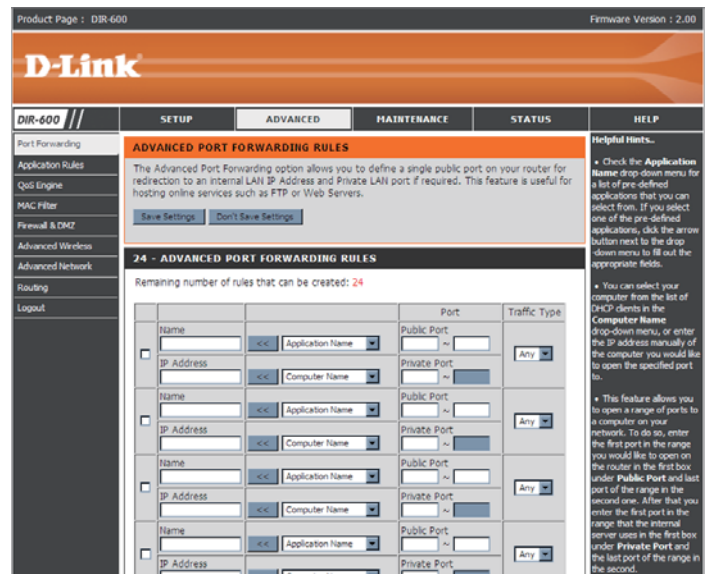 Product Page : DIR-600
Firmware Version : 2.00
D-Link
DIR-600
SETUP
ADVANCED
MAINTENANCE
STATUS
HELP
Port Forwarding
Application Rules
QoS Engine
MAC Filter
Firewall & DMZ
Advanced Wireless
Advanced Network
Routing
Logout
ADVANCED PORT FORWARDING RULES
The Advanced Port Forwarding option allows you to define a single public port on your router for
redirection to an internal LAN IP Address and Private LAN port if required. This feature is useful for
hosting online services such as FTP or Web Servers.
Save Settings
Don't Save Settings
24 - ADVANCED PORT FORWARDING RULES
Remaining number of rules that can be created: 24
Port
Traffic Type
Name
<<
Application Name
Public Port
~
Any
IP Address
<<
Computer Name
Private Port
~
Name
<<
Application Name
Public Port
~
Any
IP Address
<<
Computer Name
Private Port
~
Name
<<
Application Name
Public Port
~
Any
IP Address
<<
Computer Name
Private Port
~
Name
<<
Application Name
Public Port
~
Any
IP Address
Private Port
Helpful Hints..
• Check the Application
Name drop-down menu for
a list of pre-defined
applications that you can
select from. If you select
one of the pre-defined
applications, click the arrow
button next to the drop
-down menu to fill out the
appropriate fields.
• You can select your
computer from the list of
DHCP clients in the
Computer Name
drop-down menu, or enter
the IP address manually of
the computer you would like
to open the specified port
to.
• This feature allows you
to open a range of ports to
a computer on your
network. To do so, enter
the first port in the range
you would like to open on
the router in the first box
under Public Port and last
port of the range in the
second one. After that you
enter the first port in the
range that the internal
server uses in the first box
under Private Port and
the last port of the range in
the second.